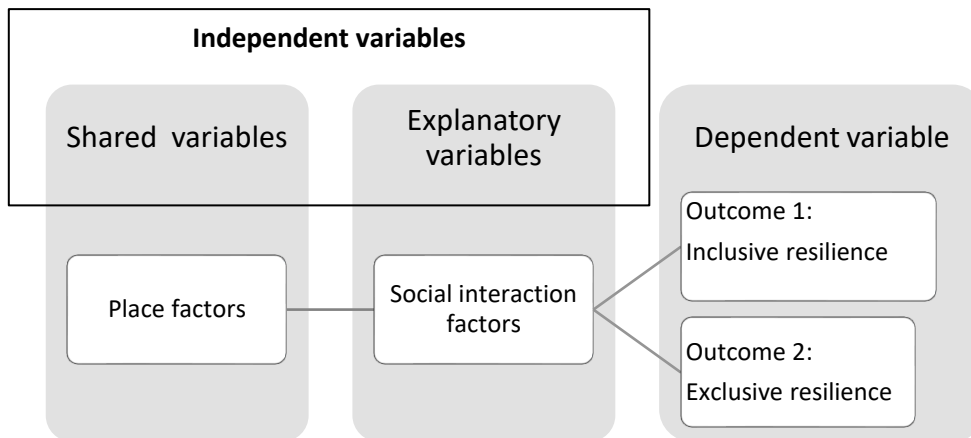 Independent variables
Shared variables
Explanatory
variables
Dependent variable
Place factors
Social interaction
factors
Outcome 1:
Inclusive resilience
Outcome 2:
Exclusive resilience